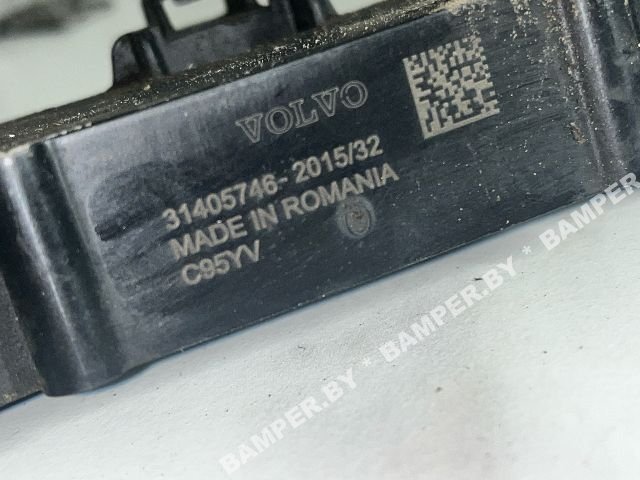 VOLVO
31405746-2015/32
MADE IN ROMANIA
C95YV
BAMPER.BY * BAMPER.BY * BAMPER